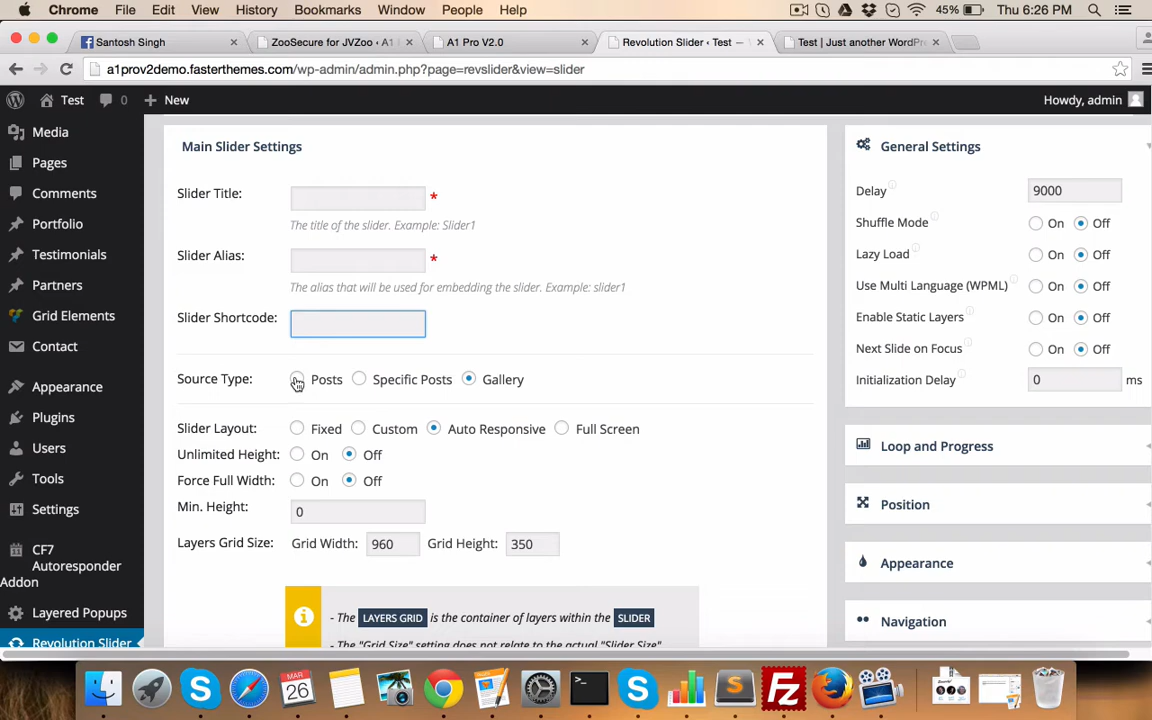 Chrome File Edit View History Bookmarks Window People Help 45% Thu 6:26 PM
Santosh Singh ZooSecure for JVZoo ‹ A1 A1 Pro V2.0 Revolution Slider ‹ Test — Test | Just another WordPr
a1prov2demo.fasterthemes.com/wp-admin/admin.php?page=revslider&view=slider
Test 0 New Howdy, admin
Media
Pages
Comments
Portfolio
Testimonials
Partners
Grid Elements
Contact
Appearance
Plugins
Users
Tools
Settings
CF7
Autoresponder
Addon
Layered Popups
Revolution Slider
Main Slider Settings
Slider Title: *
The title of the slider. Example: Slider1
Slider Alias: *
The alias that will be used for embedding the slider. Example: slider1
Slider Shortcode:
Source Type: Posts Specific Posts Gallery
Slider Layout: Fixed Custom Auto Responsive Full Screen
Unlimited Height: On Off
Force Full Width: On Off
Min. Height: 0
Layers Grid Size: Grid Width: 960 Grid Height: 350
- The LAYERS GRID is the container of layers within the SLIDER
- The "Grid Size" setting does not relate to the actual "Slider Size".
General Settings
Delay 9000
Shuffle Mode On Off
Lazy Load On Off
Use Multi Language (WPML) On Off
Enable Static Layers On Off
Next Slide on Focus On Off
Initialization Delay 0 ms
Loop and Progress
Position
Appearance
Navigation
MAR
26